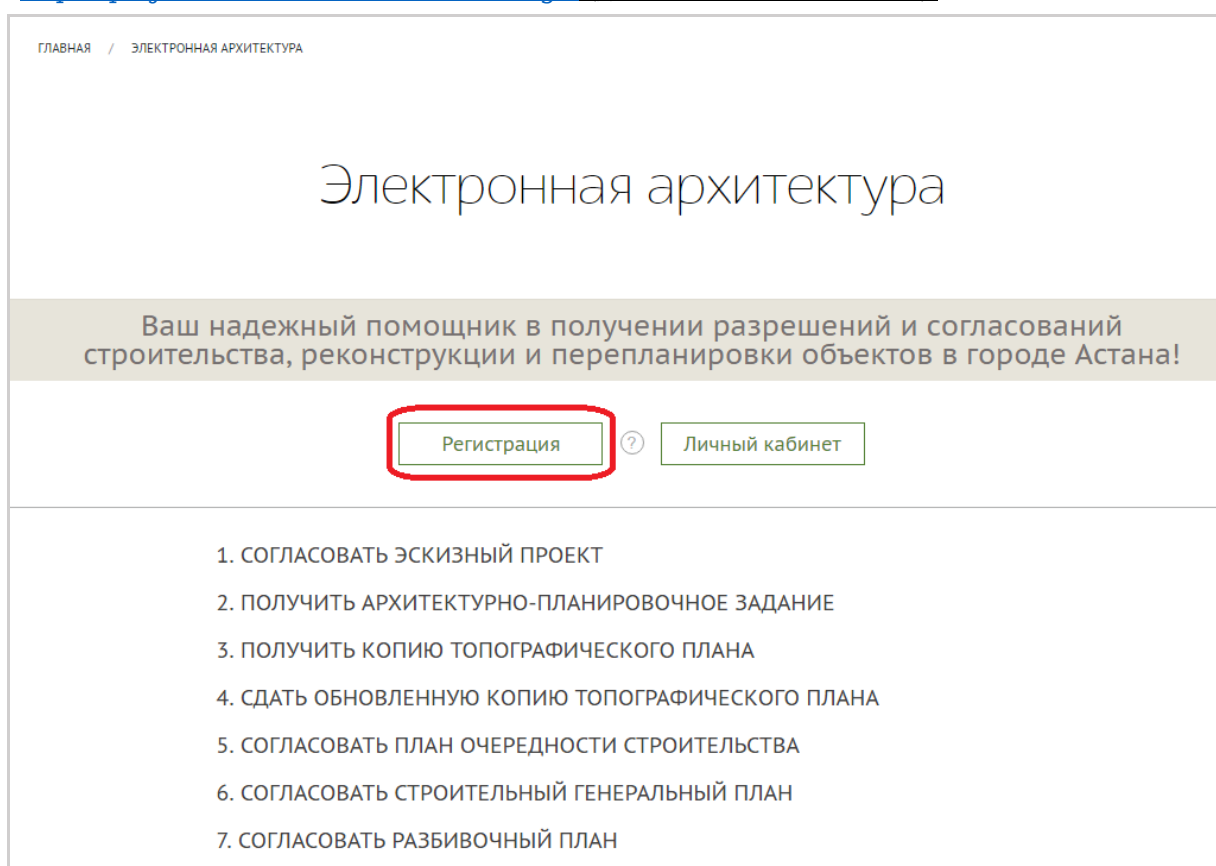 ГЛАВНАЯ / ЭЛЕКТРОННАЯ АРХИТЕКТУРА
Электронная архитектура
Ваш надежный помощник в получении разрешений и согласований
строительства, реконструкции и перепланировки объектов в городе Астана!
Регистрация ? Личный кабинет
1. СОГЛАСОВАТЬ ЭСКИЗНЫЙ ПРОЕКТ
2. ПОЛУЧИТЬ АРХИТЕКТУРНО-ПЛАНИРОВОЧНОЕ ЗАДАНИЕ
3. ПОЛУЧИТЬ КОПИЮ ТОПОГРАФИЧЕСКОГО ПЛАНА
4. СДАТЬ ОБНОВЛЕННУЮ КОПИЮ ТОПОГРАФИЧЕСКОГО ПЛАНА
5. СОГЛАСОВАТЬ ПЛАН ОЧЕРЕДНОСТИ СТРОИТЕЛЬСТВА
6. СОГЛАСОВАТЬ СТРОИТЕЛЬНЫЙ ГЕНЕРАЛЬНЫЙ ПЛАН
7. СОГЛАСОВАТЬ РАЗБИВОЧНЫЙ ПЛАН